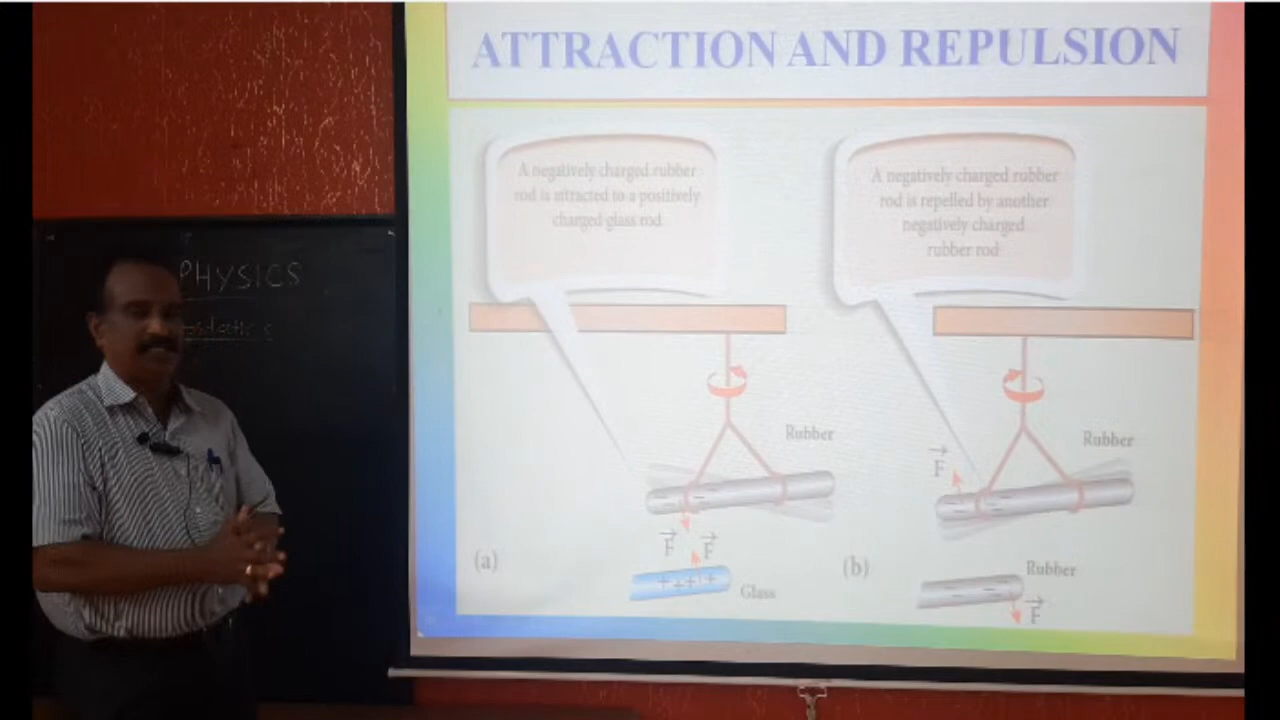 ATTRACTION AND REPULSION
PHYSICS
A negatively charged rubber
rod is attracted to a positively
charged glass rod
A negatively charged rubber
rod is repelled by another
negatively charged
rubber rod
Rubber
Rubber
F
F
F
(a)
Glass
(b)
Rubber
F